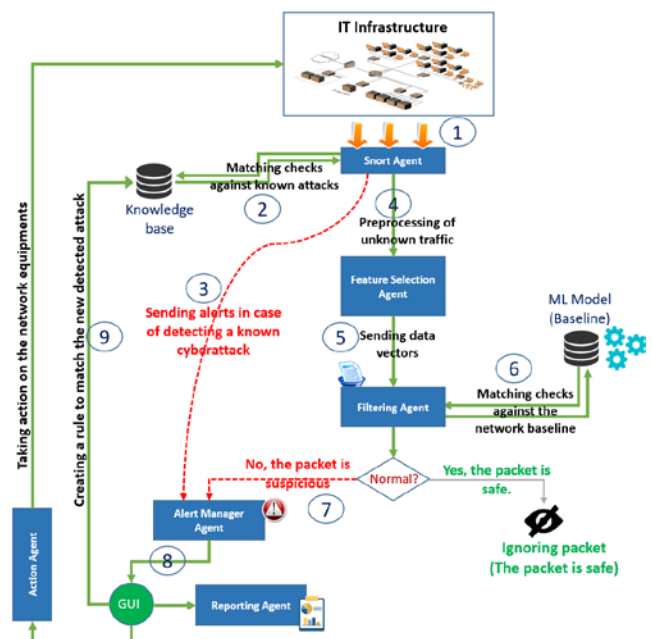 IT Infrastructure
1
Snort Agent
Matching checks
against known attacks
2
Knowledge
base
4
Preprocessing of
unknown traffic
Feature Selection
Agent
3
Sending alerts in case
of detecting a known
cyberattack
5
Sending data
vectors
ML Model
(Baseline)
6
Matching checks
against the
network baseline
Filtering Agent
9
Taking action on the network equipments
Creating a rule to match the new detected attack
No, the packet is
suspicious
7
Normal?
Yes, the packet is
safe.
Alert Manager
Agent
Ignoring packet
(The packet is safe)
8
Action Agent
GUI
Reporting Agent